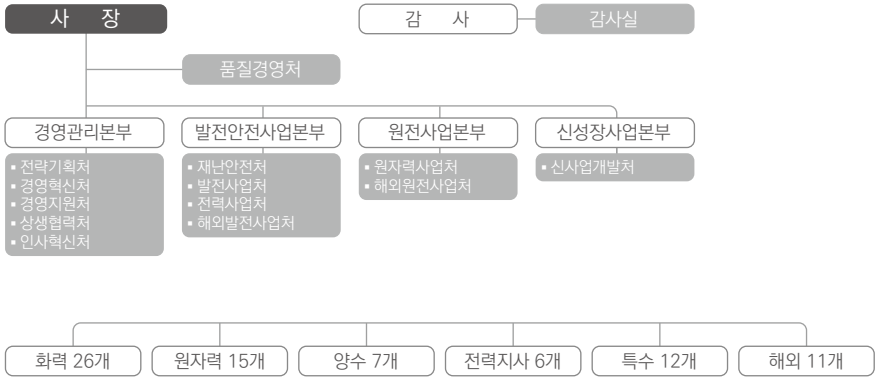 사 장
감 사
감사실
품질경영처
경영관리본부
▪ 전략기획처
▪ 경영혁신처
▪ 경영지원처
▪ 상생협력처
▪ 인사혁신처
발전안전사업본부
▪ 재난안전처
▪ 발전사업처
▪ 전력사업처
▪ 해외발전사업처
원전사업본부
▪ 원자력사업처
▪ 해외원전사업처
신성장사업본부
▪ 신사업개발처
화력 26개
원자력 15개
양수 7개
전력지사 6개
특수 12개
해외 11개